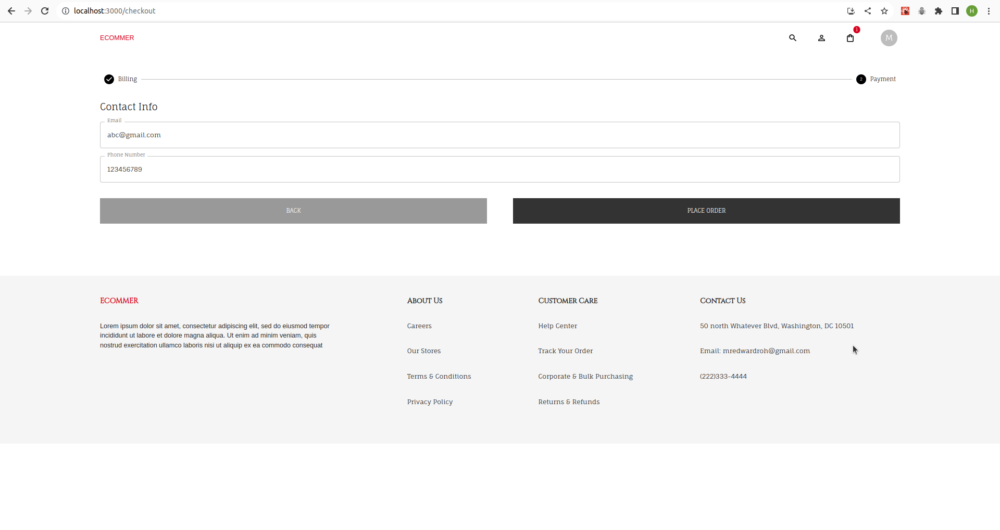 localhost:3000/checkout
H
ECOMMER
1
M
Billing
2
Payment
Contact Info
Email
abc@gmail.com
Phone Number
123456789
BACK
PLACE ORDER
ECOMMER
Lorem ipsum dolor sit amet, consectetur adipiscing elit, sed do eiusmod tempor
incididunt ut labore et dolore magna aliqua. Ut enim ad minim veniam, quis
nostrud exercitation ullamco laboris nisi ut aliquip ex ea commodo consequat
About Us
Careers
Our Stores
Terms & Conditions
Privacy Policy
Customer Care
Help Center
Track Your Order
Corporate & Bulk Purchasing
Returns & Refunds
Contact Us
50 north Whatever Blvd, Washington, DC 10501
Email: mredwardroh@gmail.com
(222)333-4444